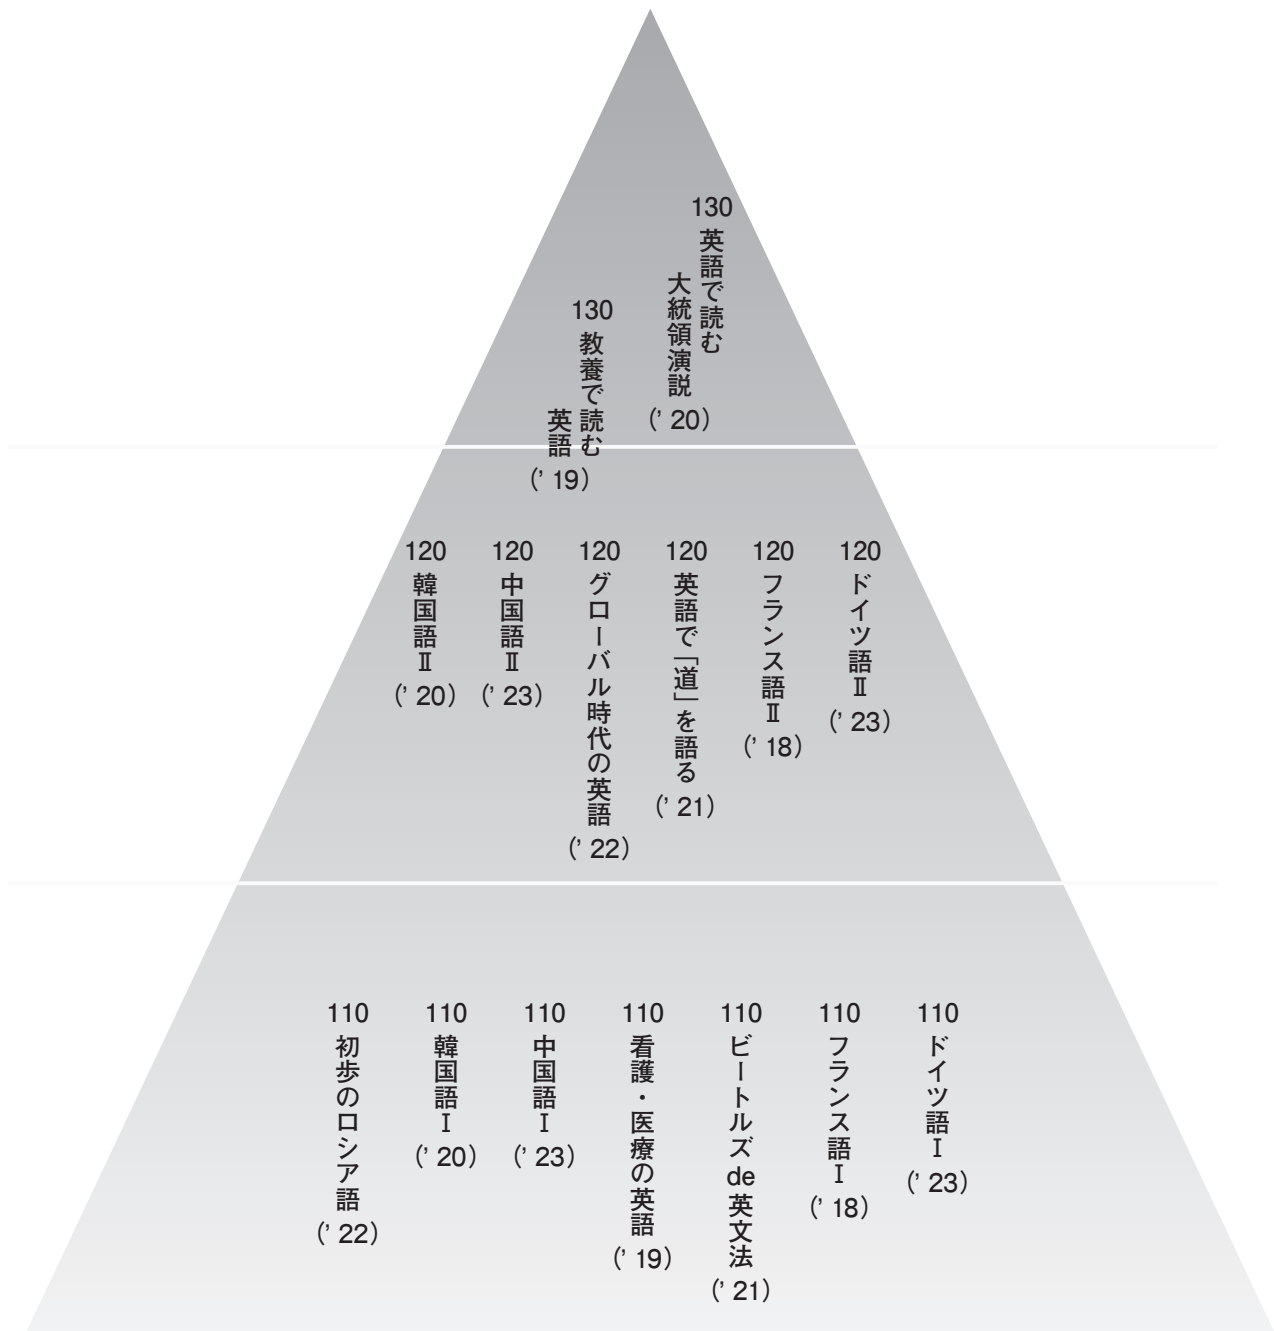 130 英語で読む
大統領演説 (’20)
130 教養で読む
英語 (’19)
120 ドイツ語Ⅱ (’23)
120 フランス語Ⅱ (’18)
120 英語で「道」を語る (’21)
120 グローバル時代の英語 (’22)
120 中国語Ⅱ (’23)
120 韓国語Ⅱ (’20)
110 ドイツ語Ⅰ (’23)
110 フランス語Ⅰ (’18)
110 ビートルズde英文法 (’21)
110 看護・医療の英語 (’19)
110 中国語Ⅰ (’23)
110 韓国語Ⅰ (’20)
110 初歩のロシア語 (’22)